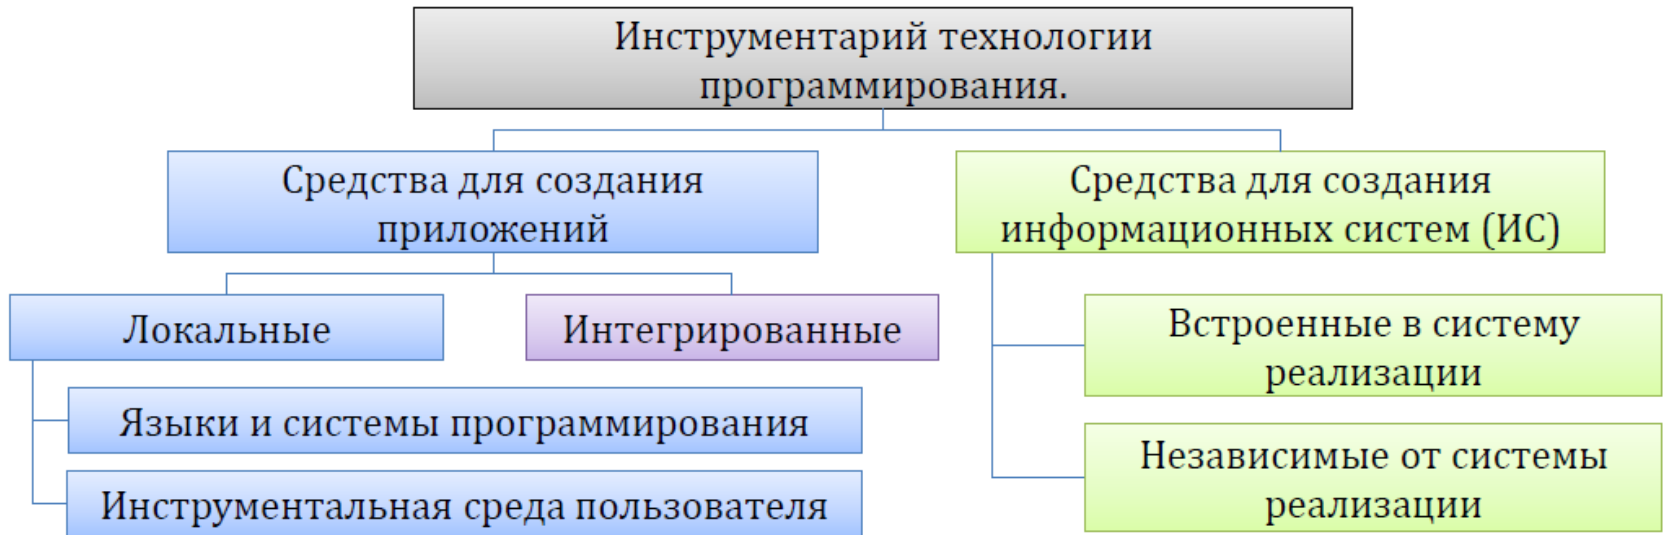 Инструментарий технологии
программирования.
Средства для создания
приложений
Средства для создания
информационных систем (ИС)
Локальные
Интегрированные
Языки и системы программирования
Инструментальная среда пользователя
Встроенные в систему
реализации
Независимые от системы
реализации